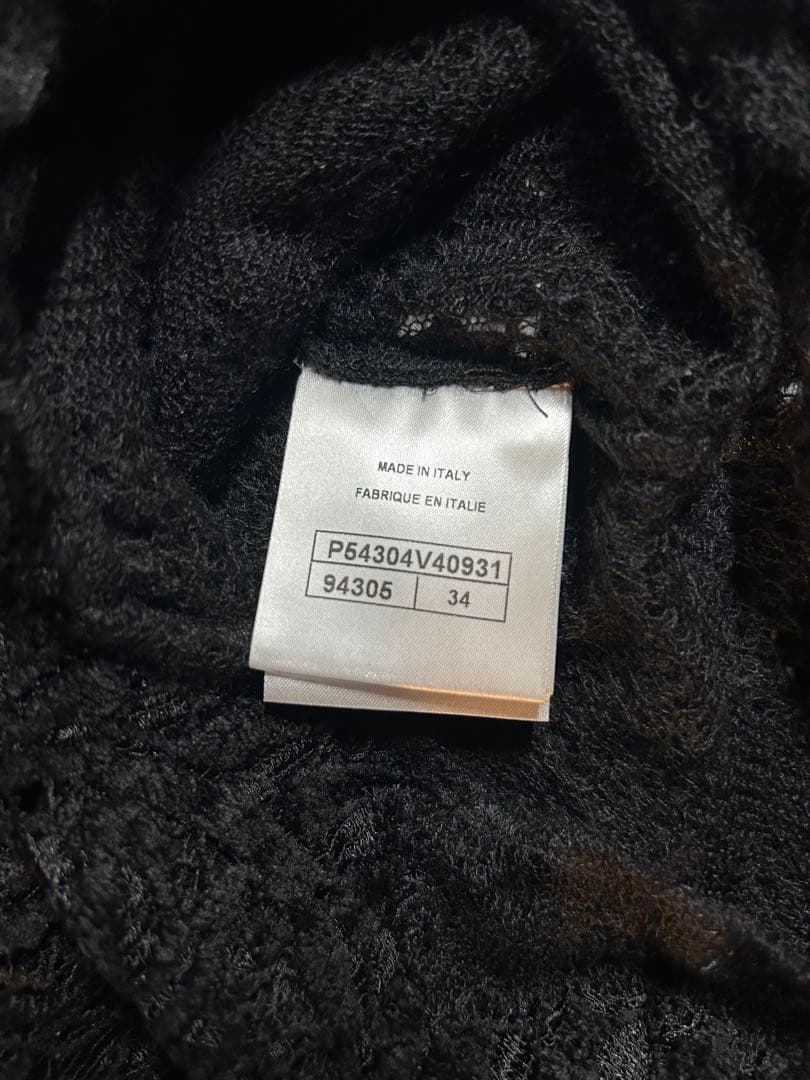 MADE IN ITALY
FABRIQUE EN ITALIE
P54304V40931
94305 34